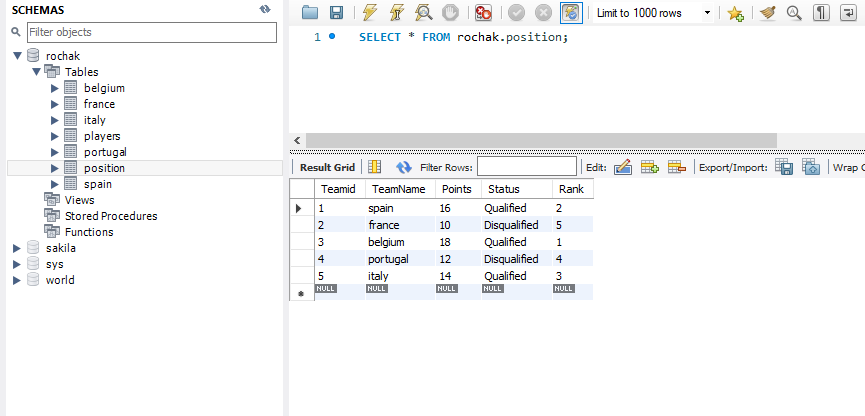 SCHEMAS
Filter objects
rochak
Tables
belgium
france
italy
players
portugal
position
spain
Views
Stored Procedures
Functions
sakila
sys
world
Limit to 1000 rows
1 SELECT * FROM rochak.position;
Result Grid Filter Rows: Edit: Export/Import: Wrap C
Teamid TeamName Points Status Rank
1 spain 16 Qualified 2
2 france 10 Disqualified 5
3 belgium 18 Qualified 1
4 portugal 12 Disqualified 4
5 italy 14 Qualified 3
NULL NULL NULL NULL NULL